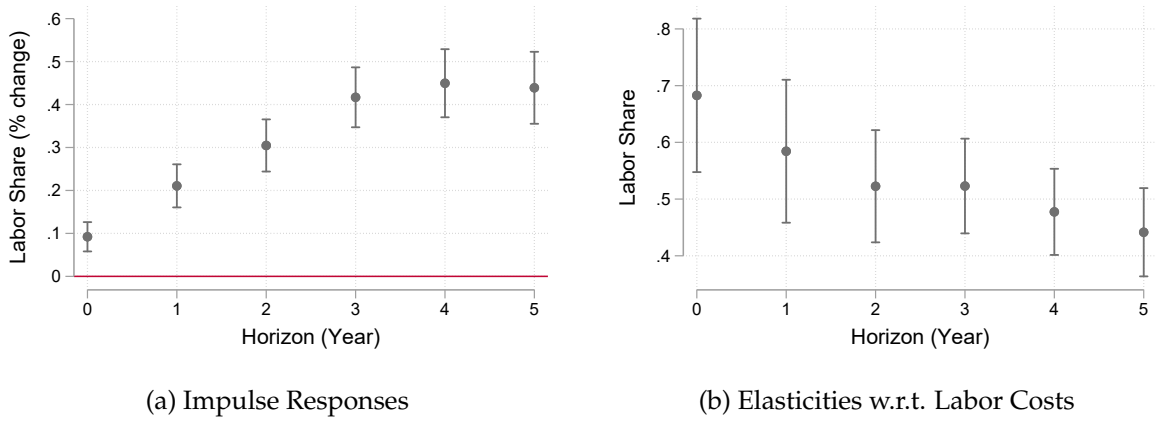 Labor Share (% change)
.6
.5
.4
.3
.2
.1
0
0 1 2 3 4 5
Horizon (Year)
(a) Impulse Responses
Labor Share
.8
.7
.6
.5
.4
0 1 2 3 4 5
Horizon (Year)
(b) Elasticities w.r.t. Labor Costs